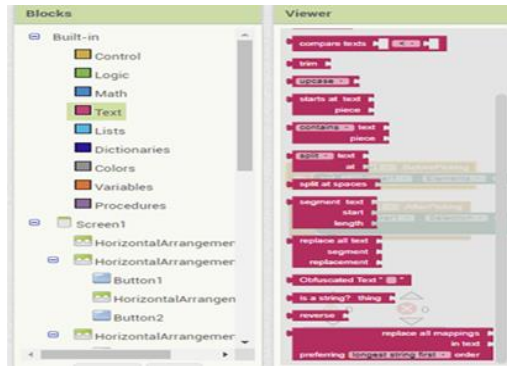 Blocks
Built-in
Control
Logic
Math
Text
Lists
Dictionaries
Colors
Variables
Procedures
Screen1
HorizontalArrangemer
HorizontalArrangemer
Button1
HorizontalArrangen
Button2
HorizontalArrangemer
Viewer
compare texts <
trim
upcase
starts at text
piece
contains text
piece
split text
at
split at spaces
segment text
start
length
replace all text
segment
replacement
Obfuscated Text " "
is a string? thing
reverse
0
replace all mappings
in text
preferring longest string first order